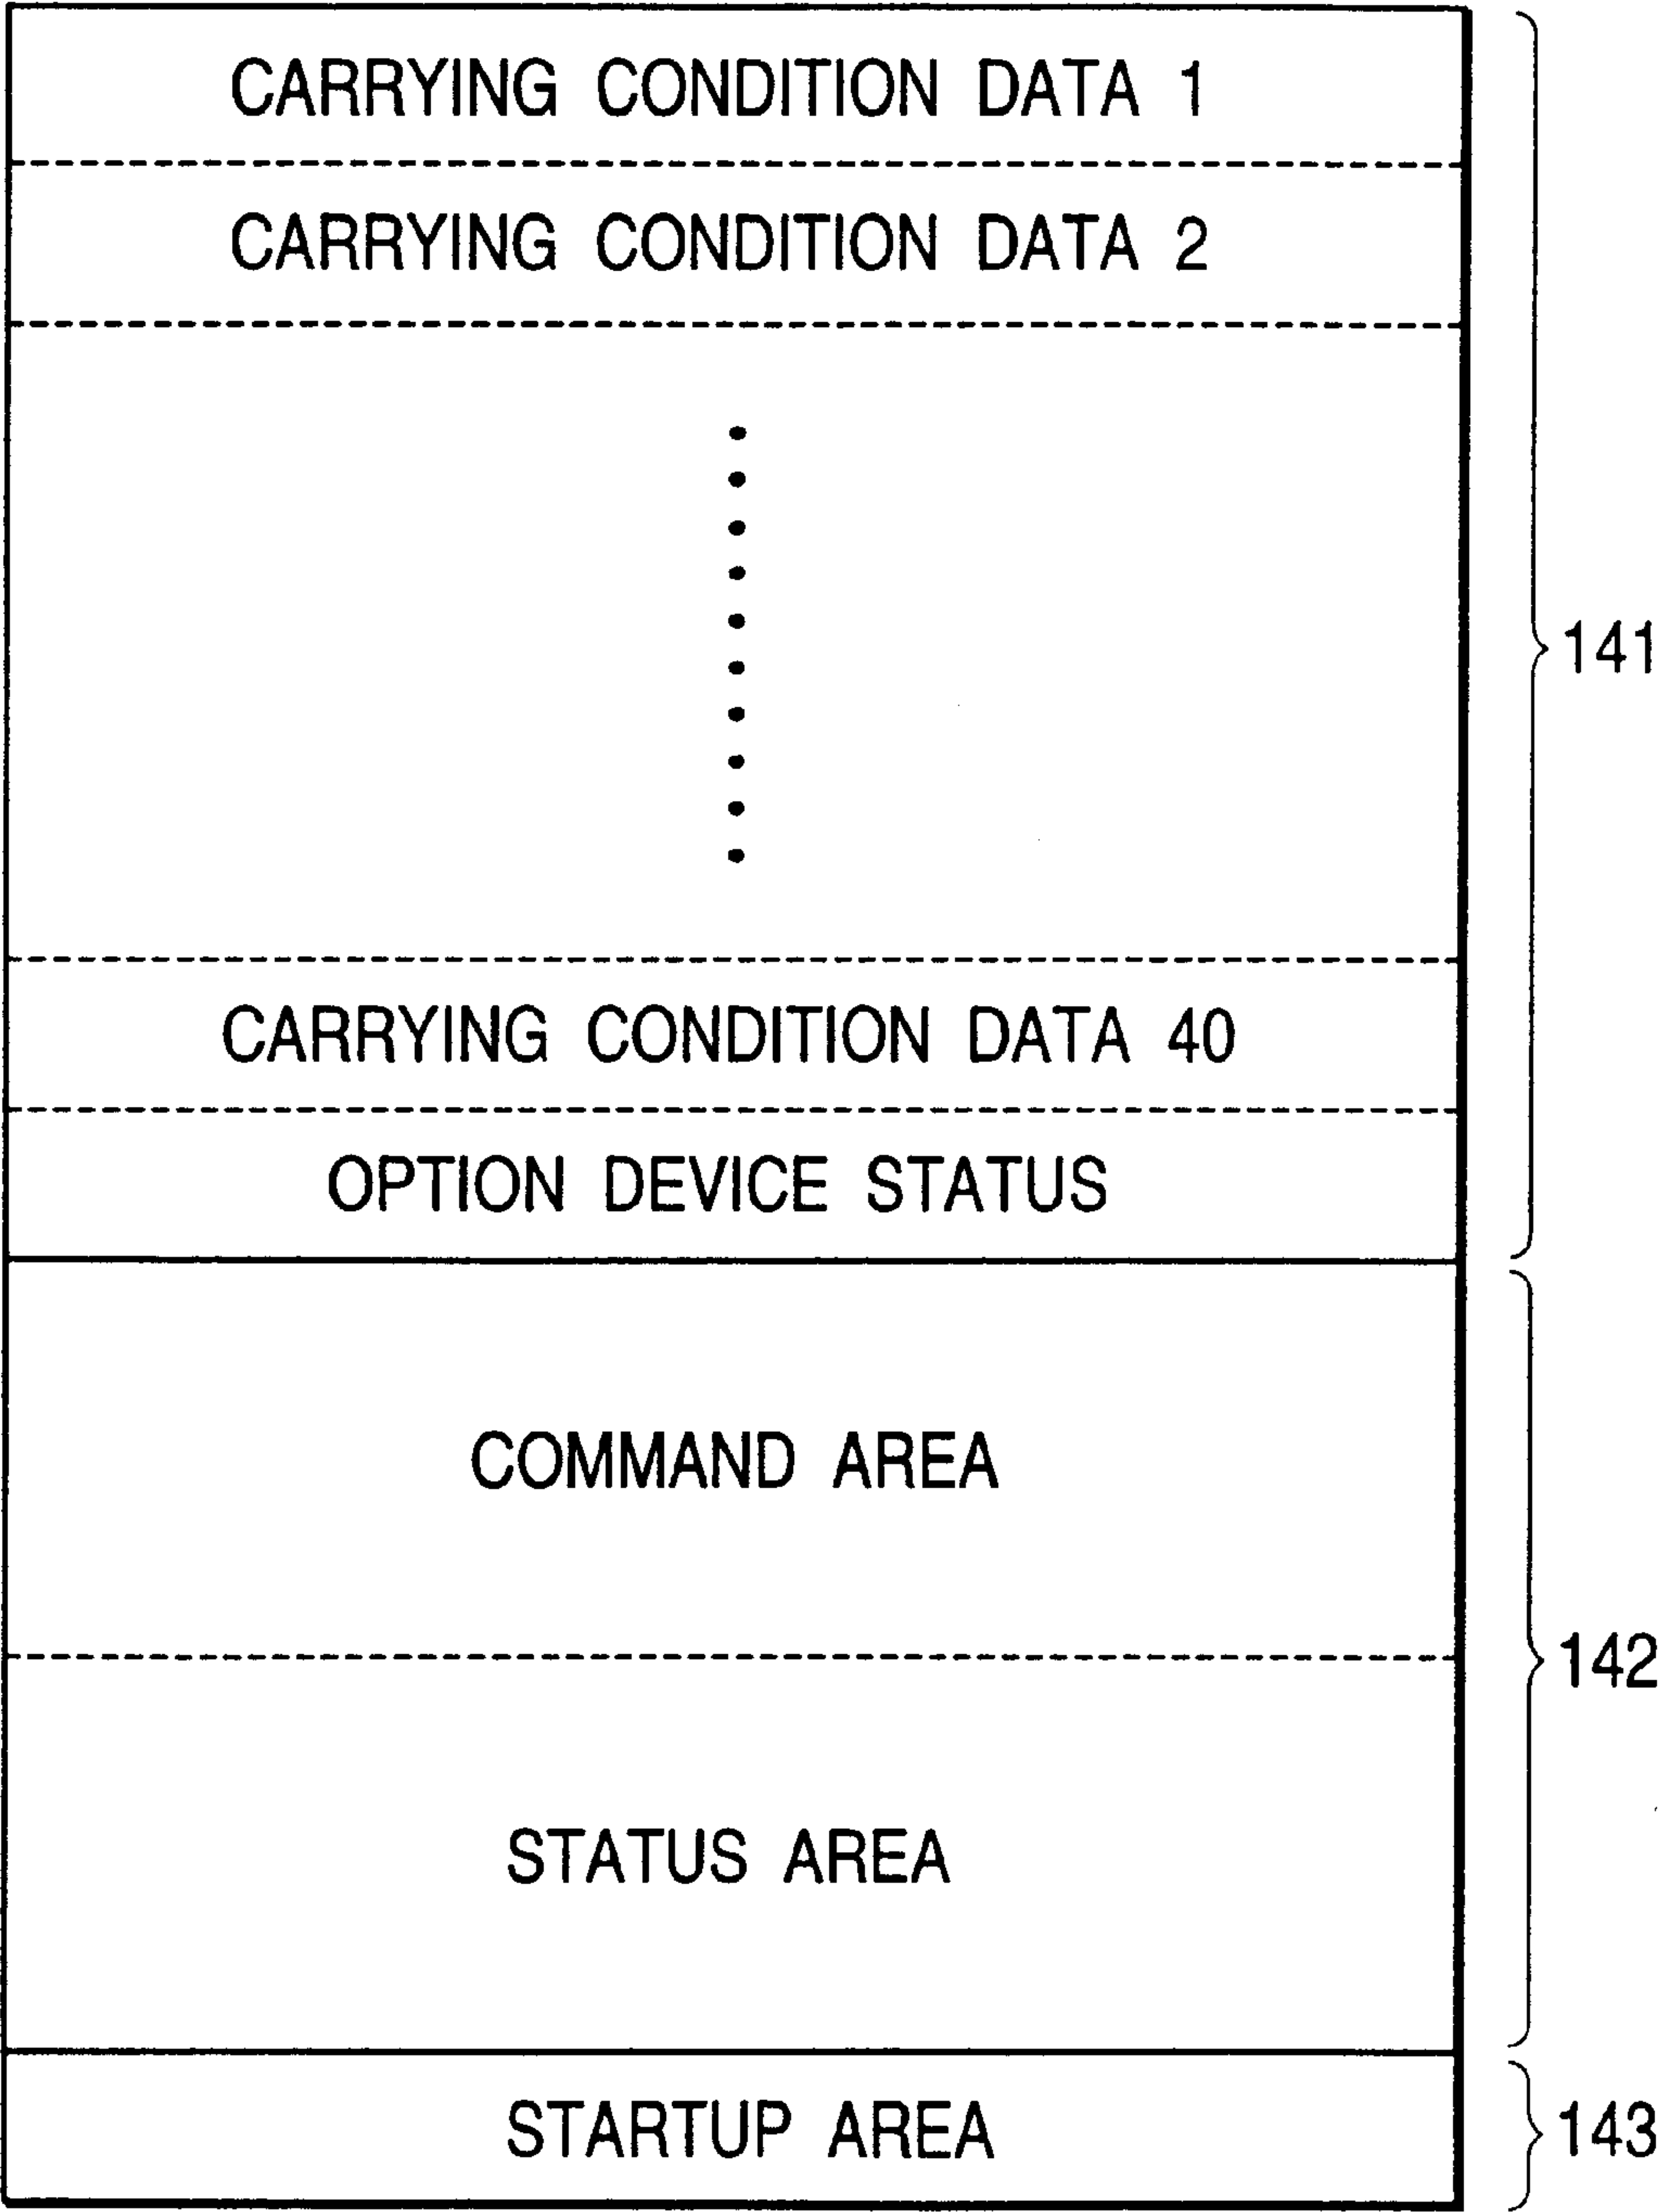 CARRYING CONDITION DATA 1
CARRYING CONDITION DATA 2
141
CARRYING CONDITION DATA 40
OPTION DEVICE STATUS
COMMAND AREA
142
STATUS AREA
STARTUP AREA
143